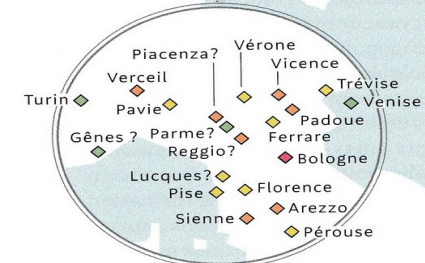 Piacenza?
Vérone
Vicence
Verceil
Trévise
Turin
Venise
Pavie
Padoue
Gênes ?
Parme?
Ferrare
Reggio?
Bologne
Lucques?
Pise
Florence
Arezzo
Sienne
Pérouse